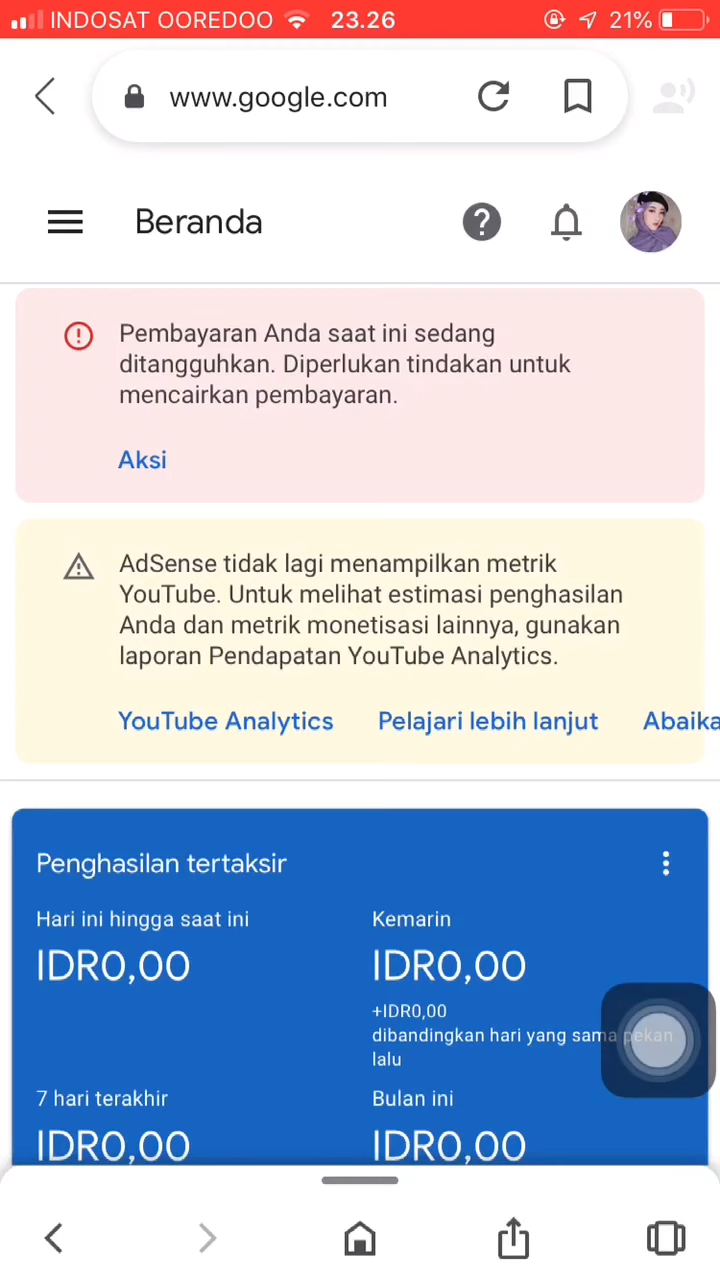 INDOSAT OOREDOO 23.26 21%
www.google.com
Beranda
Pembayaran Anda saat ini sedang
ditangguhkan. Diperlukan tindakan untuk
mencairkan pembayaran.
Aksi
AdSense tidak lagi menampilkan metrik
YouTube. Untuk melihat estimasi penghasilan
Anda dan metrik monetisasi lainnya, gunakan
laporan Pendapatan YouTube Analytics.
YouTube Analytics Pelajari lebih lanjut Abaika
Penghasilan tertaksir
Hari ini hingga saat ini
IDR0,00
Kemarin
IDR0,00
+IDR0,00
dibandingkan hari yang sama pekan
lalu
7 hari terakhir
IDR0,00
Bulan ini
IDR0,00